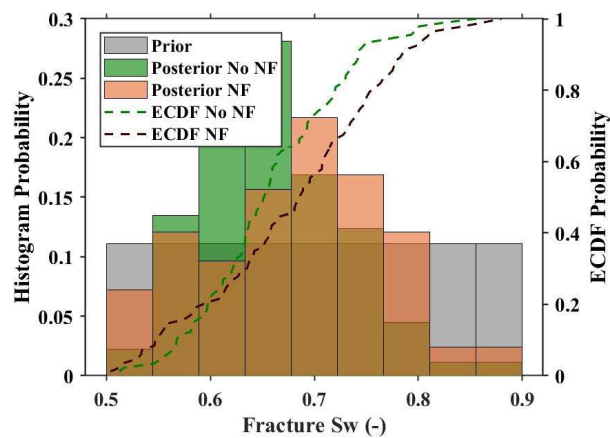 Histogram Probability
0.3
0.25
0.2
0.15
0.1
0.05
0
Prior
Posterior No NF
Posterior NF
ECDF No NF
ECDF NF
1
0.8
0.6
0.4
0.2
0
ECDF Probability
0.5 0.6 0.7 0.8 0.9
Fracture Sw (-)